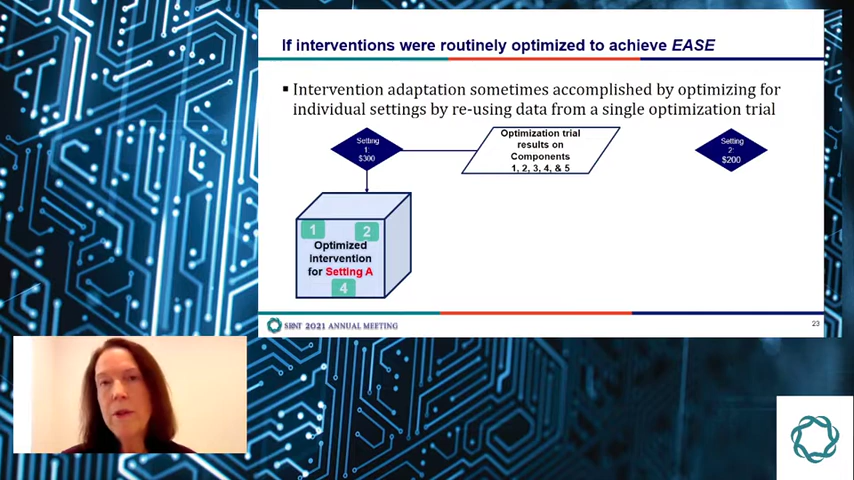 If interventions were routinely optimized to achieve EASE
▪ Intervention adaptation sometimes accomplished by optimizing for
individual settings by re-using data from a single optimization trial
Setting
1:
$300
Optimization trial
results on
Components
1, 2, 3, 4, & 5
Setting
2:
$200
1
2
Optimized
intervention
for Setting A
4
SRNT 2021 ANNUAL MEETING
23